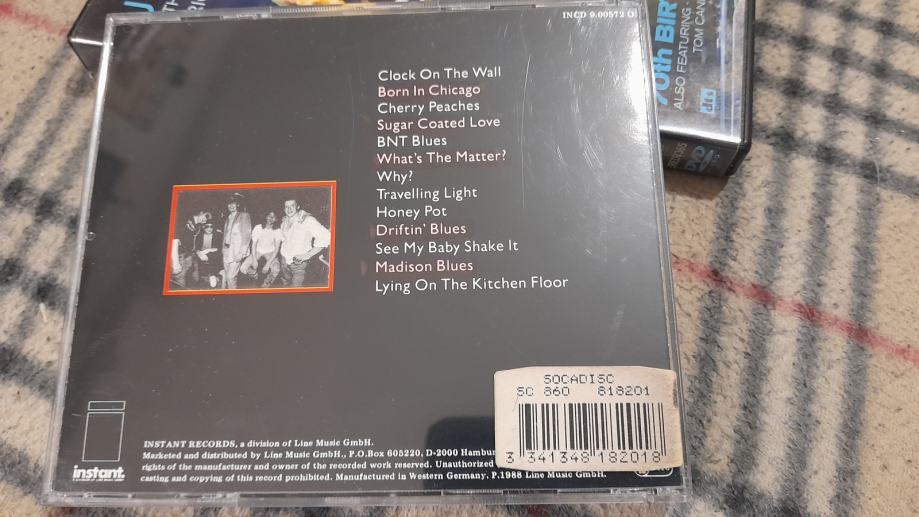 INCD 9.00572 O
Clock On The Wall
Born In Chicago
Cherry Peaches
Sugar Coated Love
BNT Blues
What's The Matter?
Why?
Travelling Light
Honey Pot
Driftin' Blues
See My Baby Shake It
Madison Blues
Lying On The Kitchen Floor
SOCADISC
SC 860 818201
3 341348 182018
INSTANT RECORDS, a division of Line Music GmbH.
Marketed and distributed by Line Music GmbH., P.O.Box 605220, D-2000
rights of the manufacturer and owner of the recorded work reserved. Unauthorized
casting and copying of this record prohibited. Manufactured in Western Germany. P.1988 Line Music GmbH.
instant.
70th BIR
ALSO FEATURING
TOM
dts
DVD